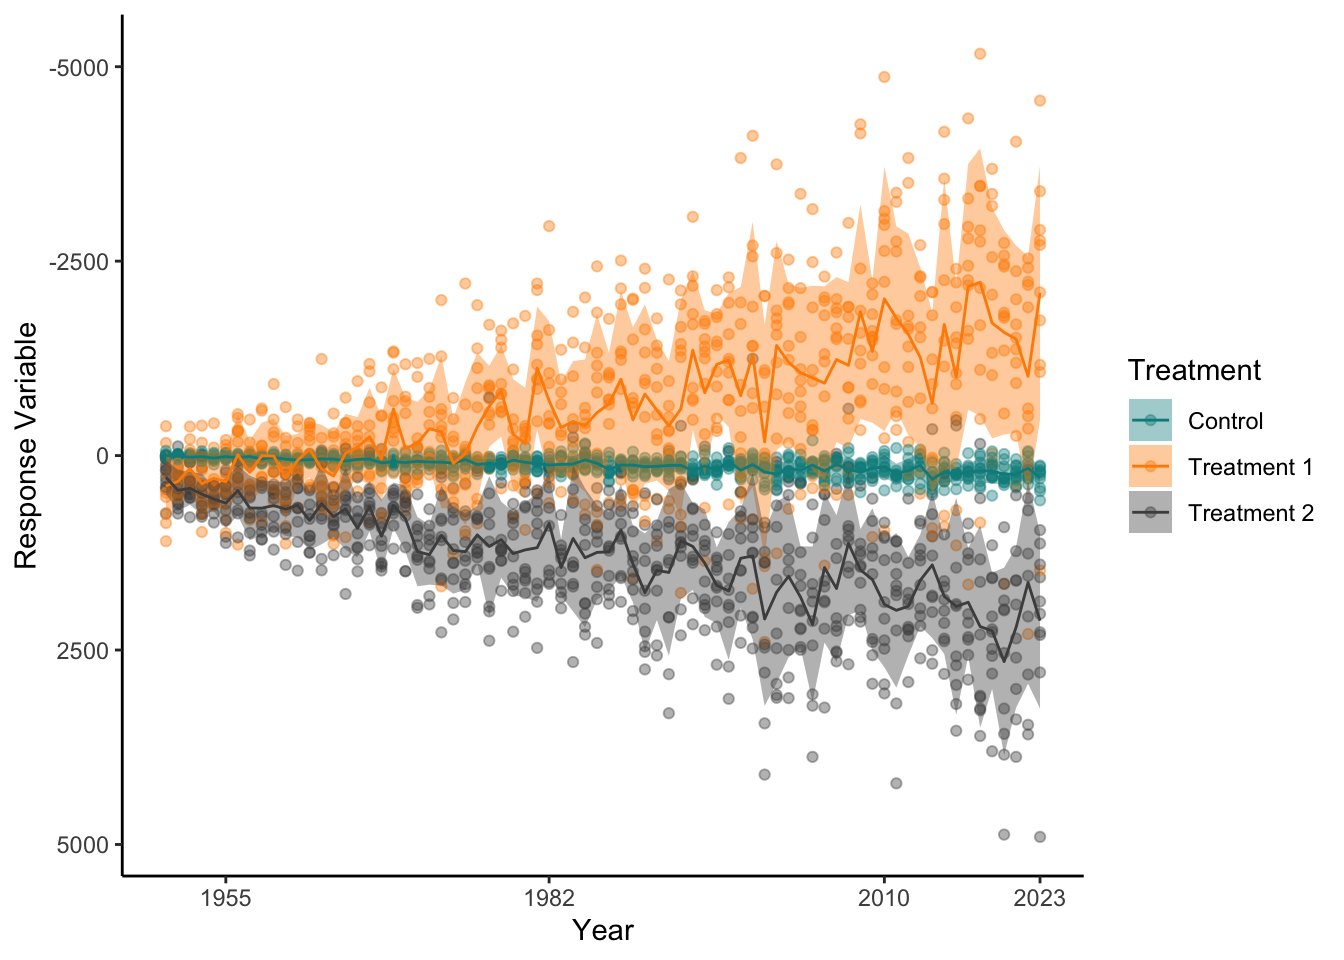 -5000
-2500
0
2500
5000
Response Variable
1955
1982
2010
2023
Year
Treatment
Control
Treatment 1
Treatment 2